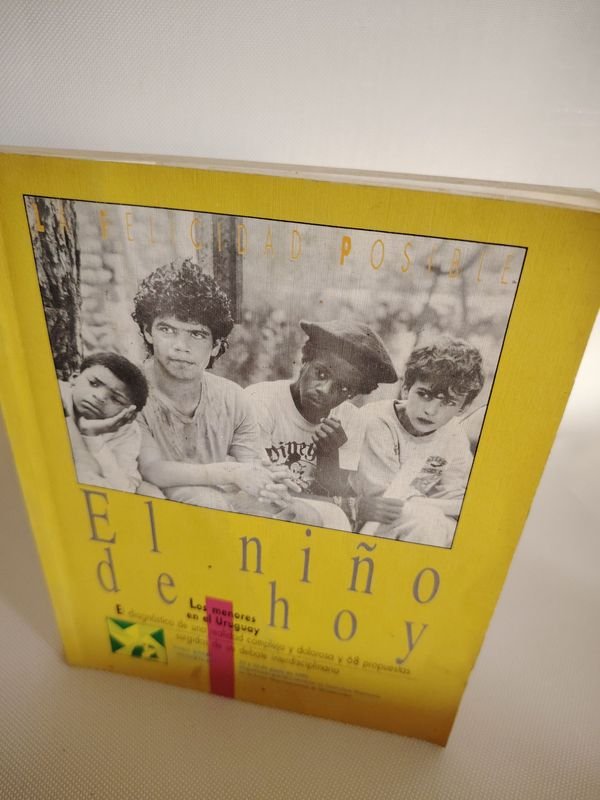 LA FELICIDAD POSIBLE
Diney
El niño
de hoy
Los menores
en el Uruguay
El diagnóstico de una realidad compleja y dolorosa y 68 propuestas
surgidas de un debate interdisciplinario